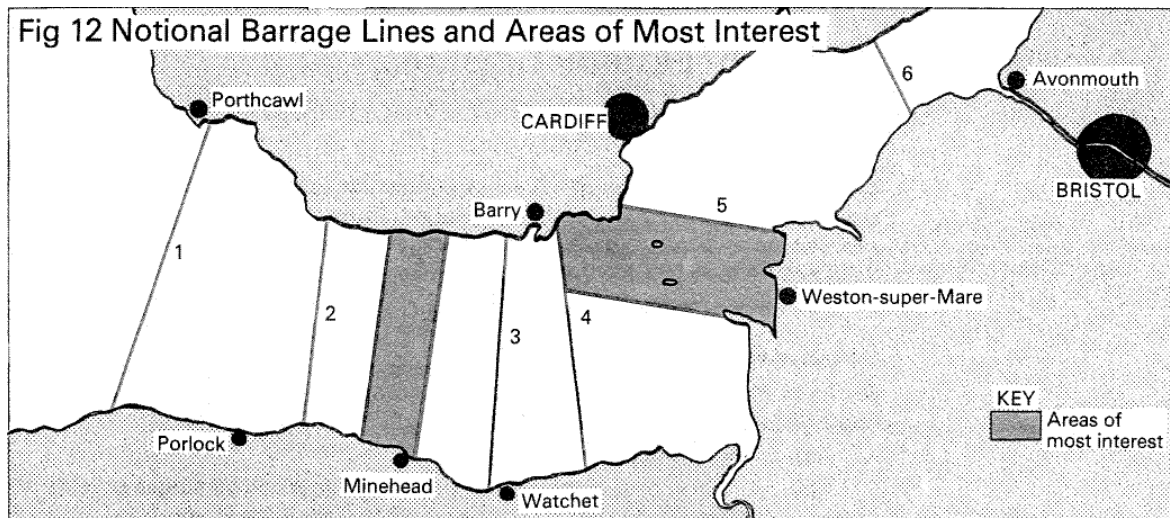 Fig 12 Notional Barrage Lines and Areas of Most Interest
6
Avonmouth
Porthcawl
CARDIFF
BRISTOL
Barry
5
1
Weston-super-Mare
2
3
4
KEY
Areas of
most interest
Porlock
Minehead
Watchet